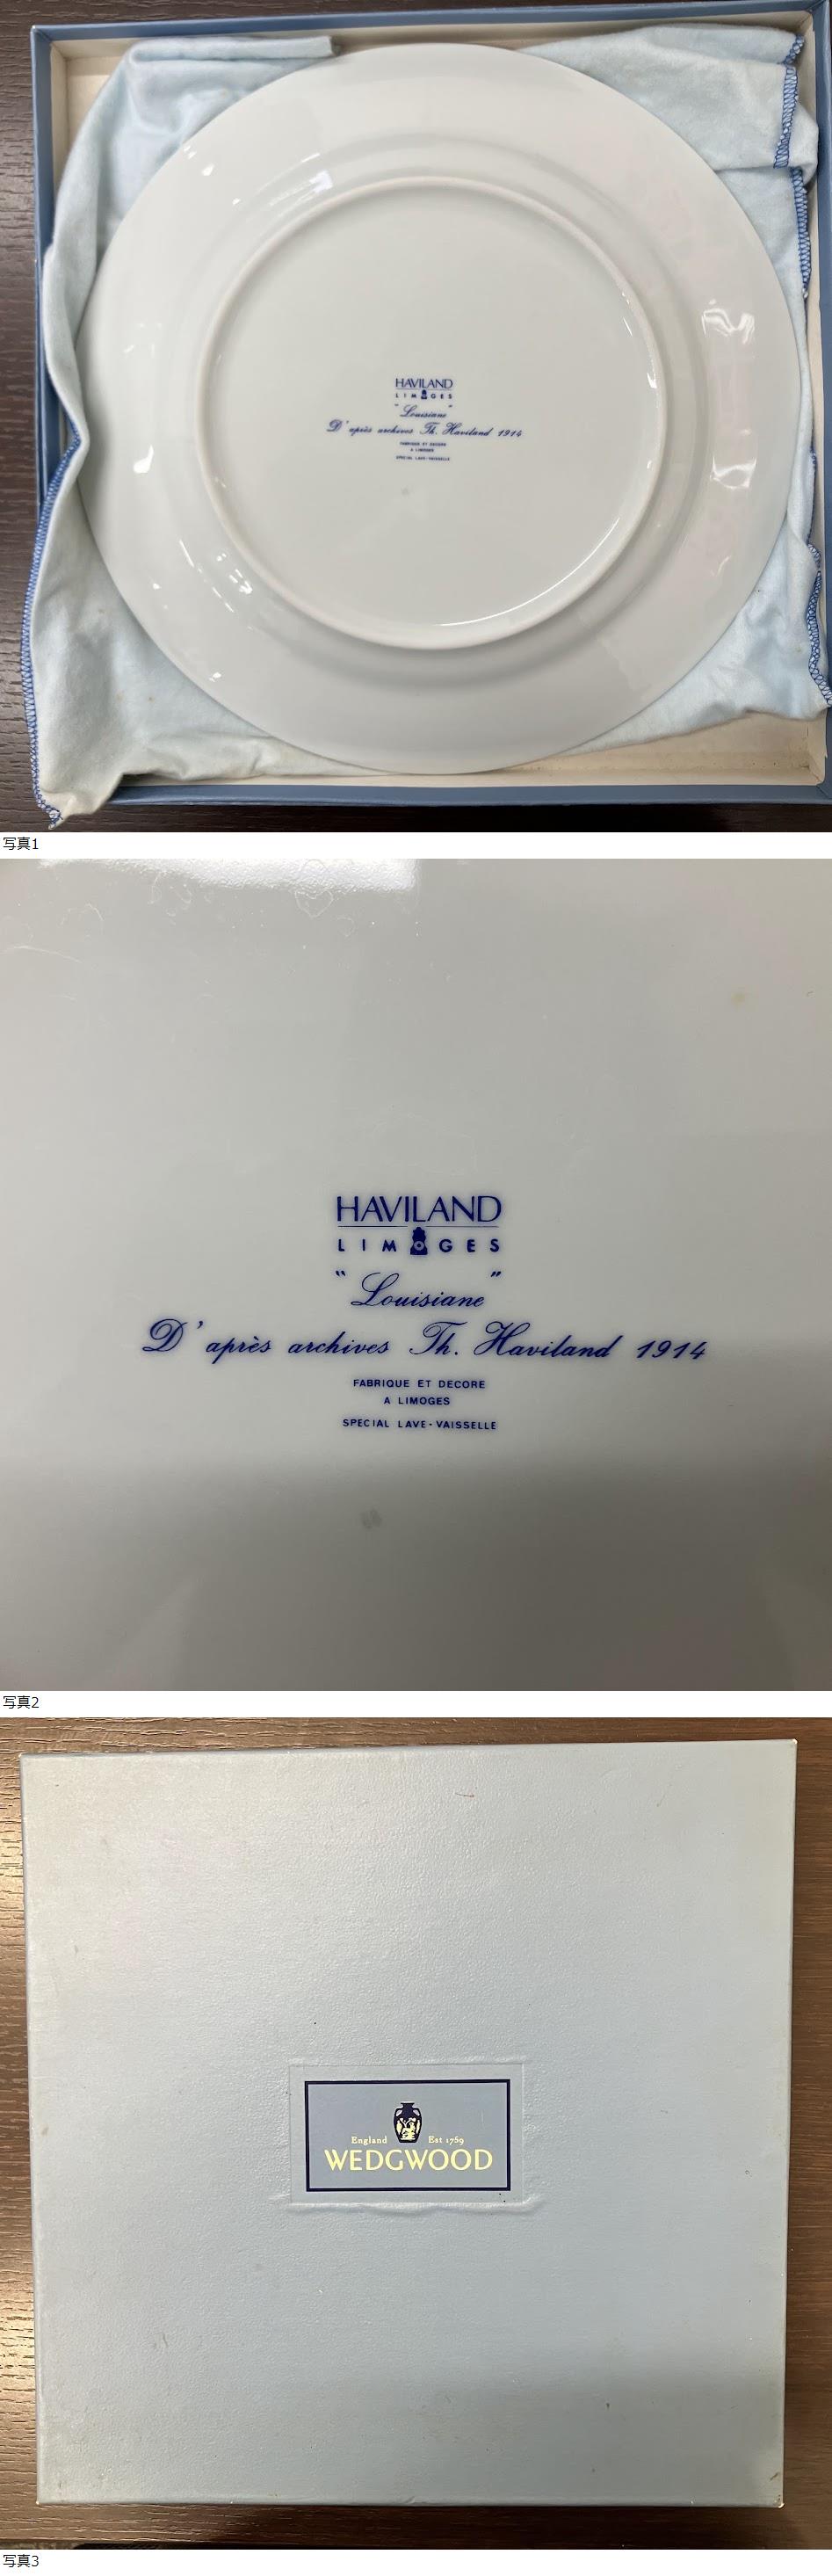 HAVILAND
LIMOGES
"Louisiane"
D'après archives Th. Haviland 1914
FABRIQUE ET DECORE
A LIMOGES
SPECIAL LAVE-VAISSELLE
写真1
HAVILAND
LIMOGES
"Louisiane"
D'après archives Th. Haviland 1914
FABRIQUE ET DECORE
A LIMOGES
SPECIAL LAVE-VAISSELLE
写真2
England Est 1759
WEDGWOOD
写真3